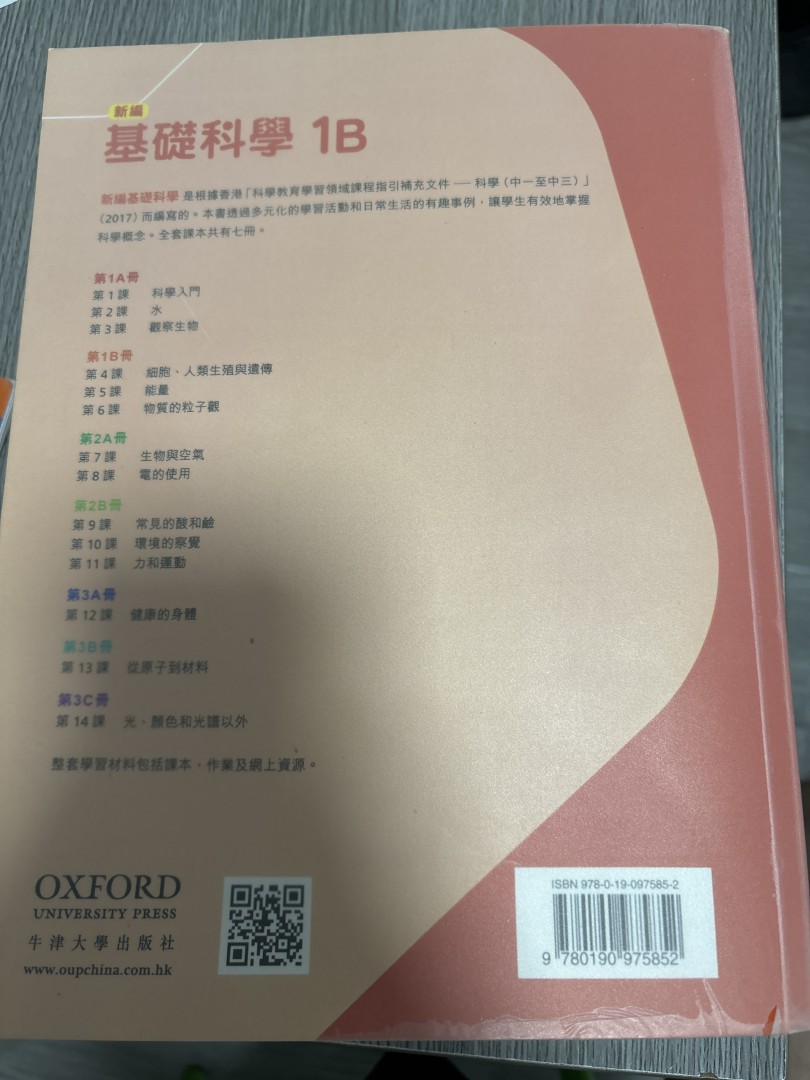 新編
基礎科學 1B
新編基礎科學 是根據香港「科學教育學習領域課程指引補充文件 — 科學（中一至中三）」
（2017）而編寫的。本書透過多元化的學習活動和日常生活的有趣事例，讓學生有效地掌握
科學概念。全套課本共有七冊。
第1A冊
第 1 課 科學入門
第 2 課 水
第 3 課 觀察生物
第1B冊
第 4 課 細胞、人類生殖與遺傳
第 5 課 能量
第 6 課 物質的粒子觀
第2A冊
第 7 課 生物與空氣
第 8 課 電的使用
第2B冊
第 9 課 常見的酸和鹼
第 10 課 環境的察覺
第 11 課 力和運動
第3A冊
第 12 課 健康的身體
第3B冊
第 13 課 從原子到材料
第3C冊
第 14 課 光、顏色和光譜以外
整套學習材料包括課本，作業及網上資源。
OXFORD
UNIVERSITY PRESS
牛津大學出版社
www.oupchina.com.hk
ISBN 978-0-19-097585-2
9 780190 975852